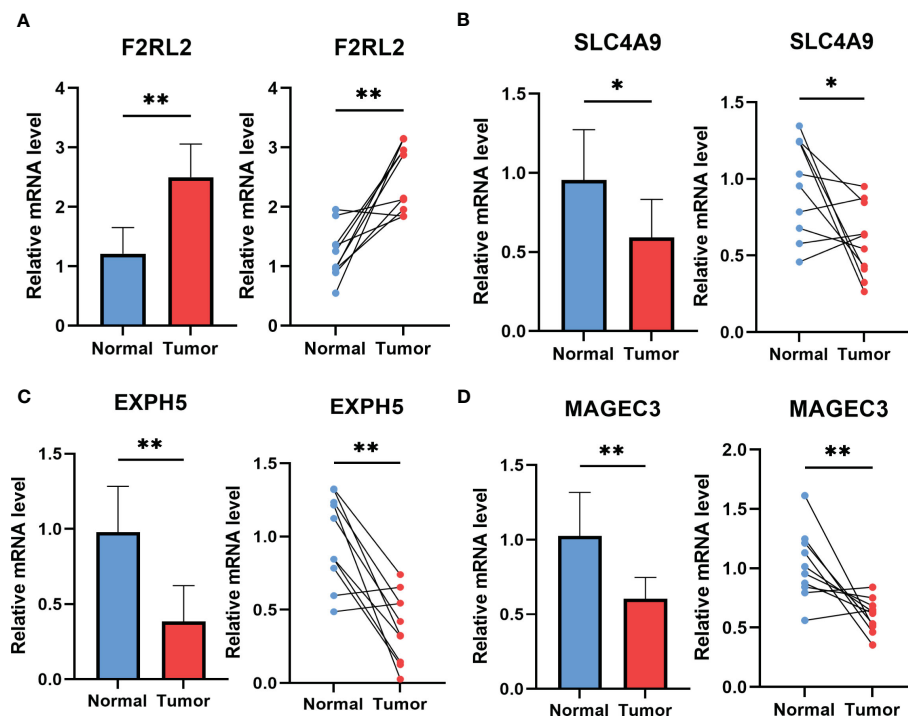 A
F2RL2
Relative mRNA level
4
3
2
1
0
**
Normal Tumor
F2RL2
Relative mRNA level
4
3
2
1
0
**
Normal Tumor
B
SLC4A9
Relative mRNA level
1.5
1.0
0.5
0.0
*
Normal Tumor
SLC4A9
Relative mRNA level
1.5
1.0
0.5
0.0
*
Normal Tumor
C
EXPH5
Relative mRNA level
1.5
1.0
0.5
0.0
**
Normal Tumor
EXPH5
Relative mRNA level
1.5
1.0
0.5
0.0
**
Normal Tumor
D
MAGEC3
Relative mRNA level
1.5
1.0
0.5
0.0
**
Normal Tumor
MAGEC3
Relative mRNA level
2.0
1.5
1.0
0.5
0.0
**
Normal Tumor